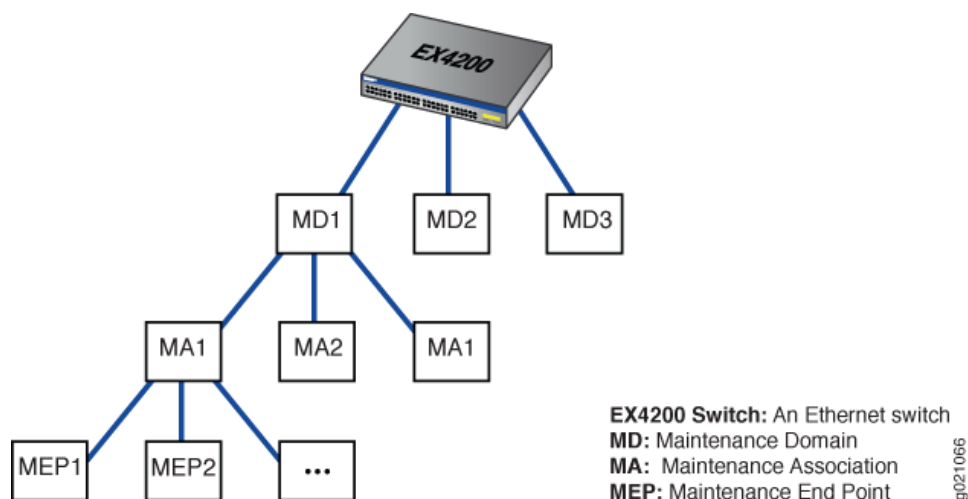 EX4200
MD1 MD2 MD3
MA1 MA2 MA1
MEP1 MEP2 •••
EX4200 Switch: An Ethernet switch
MD: Maintenance Domain
MA: Maintenance Association
MEP: Maintenance End Point
g021066